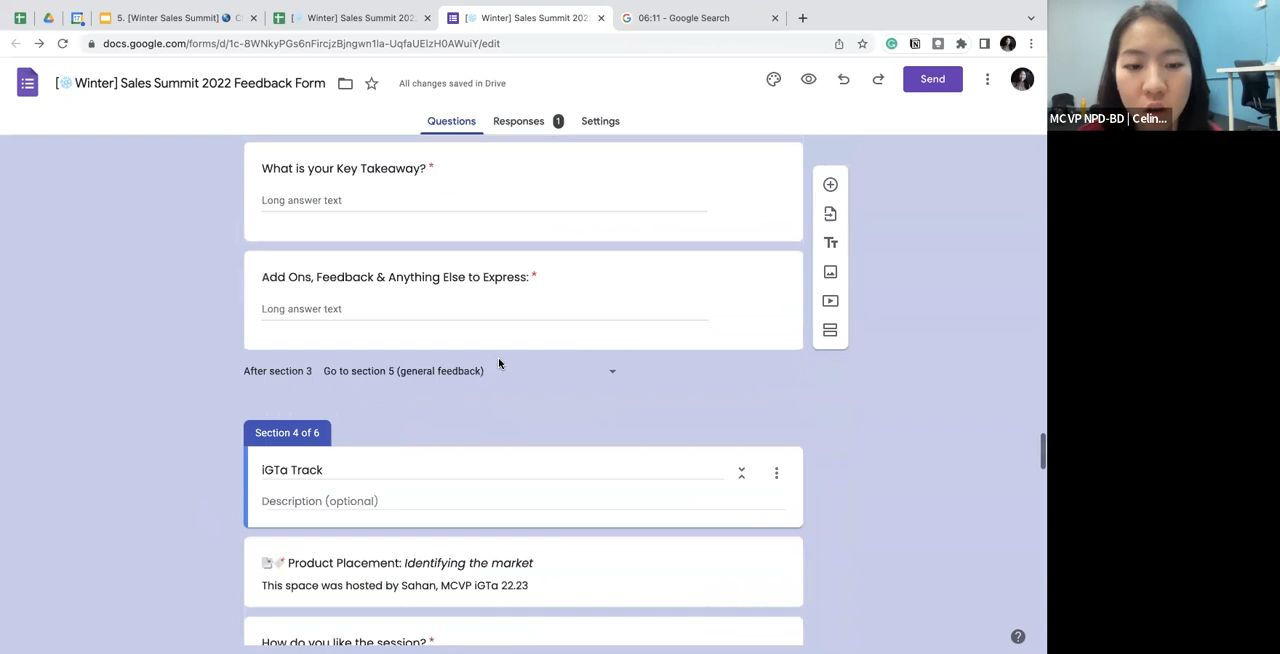 5. [Winter Sales Summit] 🌏 C
[❄️ Winter] Sales Summit 202
[❄️ Winter] Sales Summit 202
06:11 - Google Search
docs.google.com/forms/d/1c-8WNkyPGs6nFircjzBjngwn1la-UqfaUElzH0AWuiY/edit
[❄️Winter] Sales Summit 2022 Feedback Form
All changes saved in Drive
Send
Questions
Responses 1
Settings
MCVP NPD-BD | Celin...
What is your Key Takeaway? *
Long answer text
Add Ons, Feedback & Anything Else to Express: *
Long answer text
After section 3 Go to section 5 (general feedback)
Section 4 of 6
iGTa Track
Description (optional)
Product Placement: Identifying the market
This space was hosted by Sahan, MCVP iGTa 22.23
How do you like the session? *